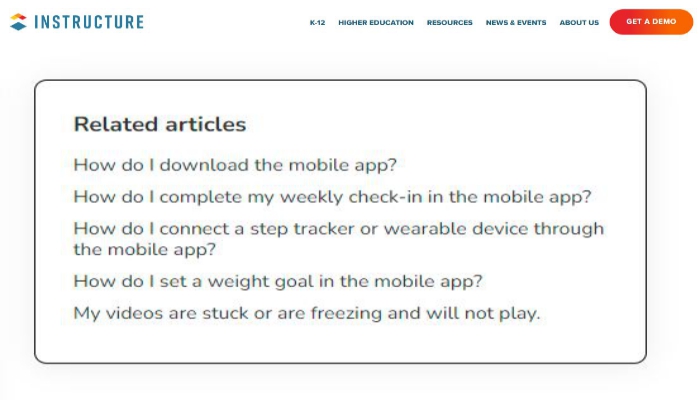 INSTRUCTURE
K-12 HIGHER EDUCATION RESOURCES NEWS & EVENTS ABOUT US GET A DEMO
Related articles
How do I download the mobile app?
How do I complete my weekly check-in in the mobile app?
How do I connect a step tracker or wearable device through
the mobile app?
How do I set a weight goal in the mobile app?
My videos are stuck or are freezing and will not play.